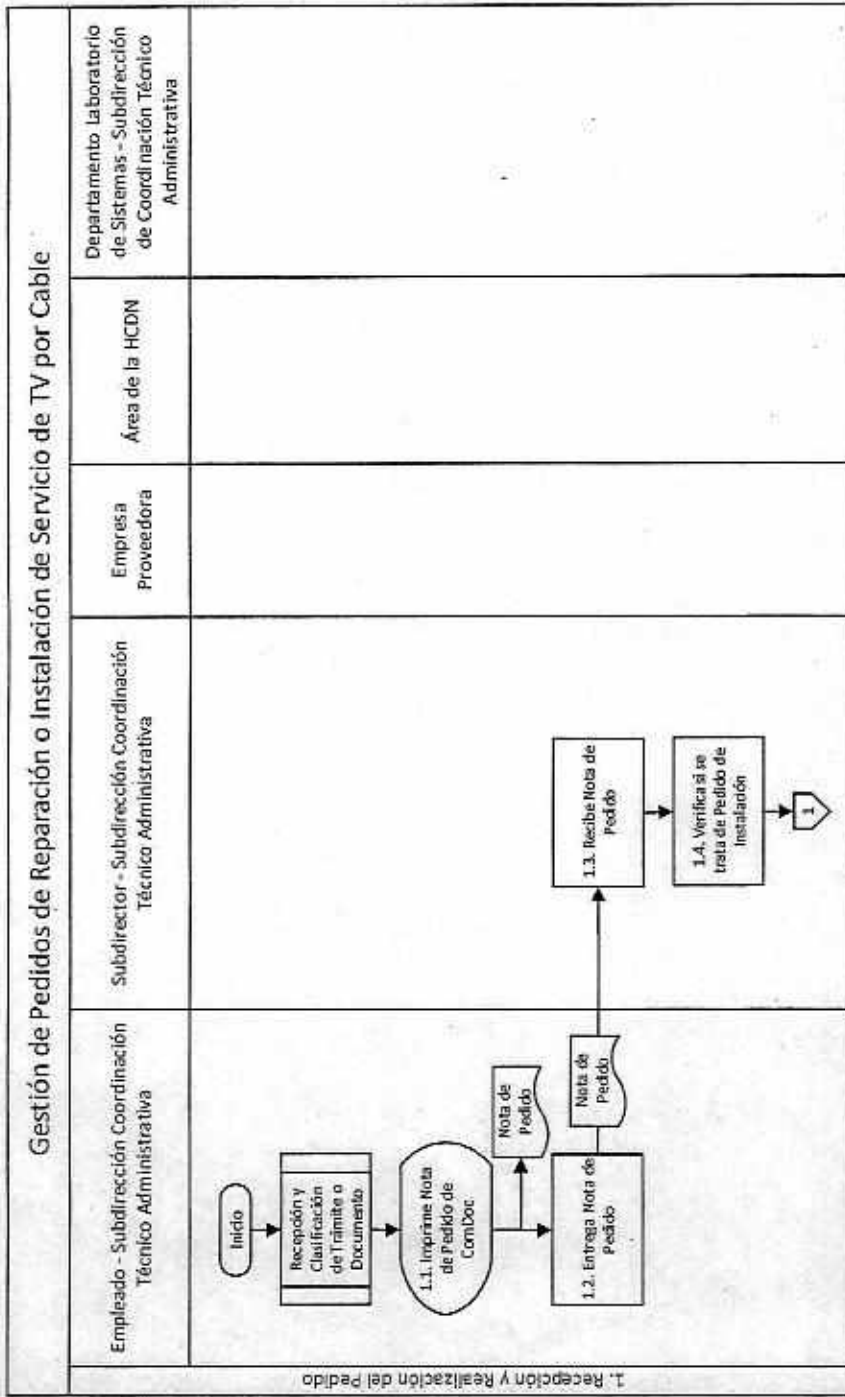 Gestión de Pedidos de Reparación o Instalación de Servicio de TV por Cable
Empleado - Subdirección Coordinación
Técnico Administrativa
Subdirector - Subdirección Coordinación
Técnico Administrativa
Empresa
Proveedora
Área de la HCDN
Departamento Laboratorio
de Sistemas - Subdirección
de Coordinación Técnico
Administrativa
1. Recepción y Realización del Pedido
Inicio
Recepción y
Clasificación
de Trámite o
Documento
1.1. Imprime Nota
de Pedido de
ComDoc
Nota de
Pedido
1.2. Entrega Nota de
Pedido
Nota de
Pedido
1.3. Recibe Nota de
Pedido
1.4. Verifica si se
trata de Pedido de
Instalación
1